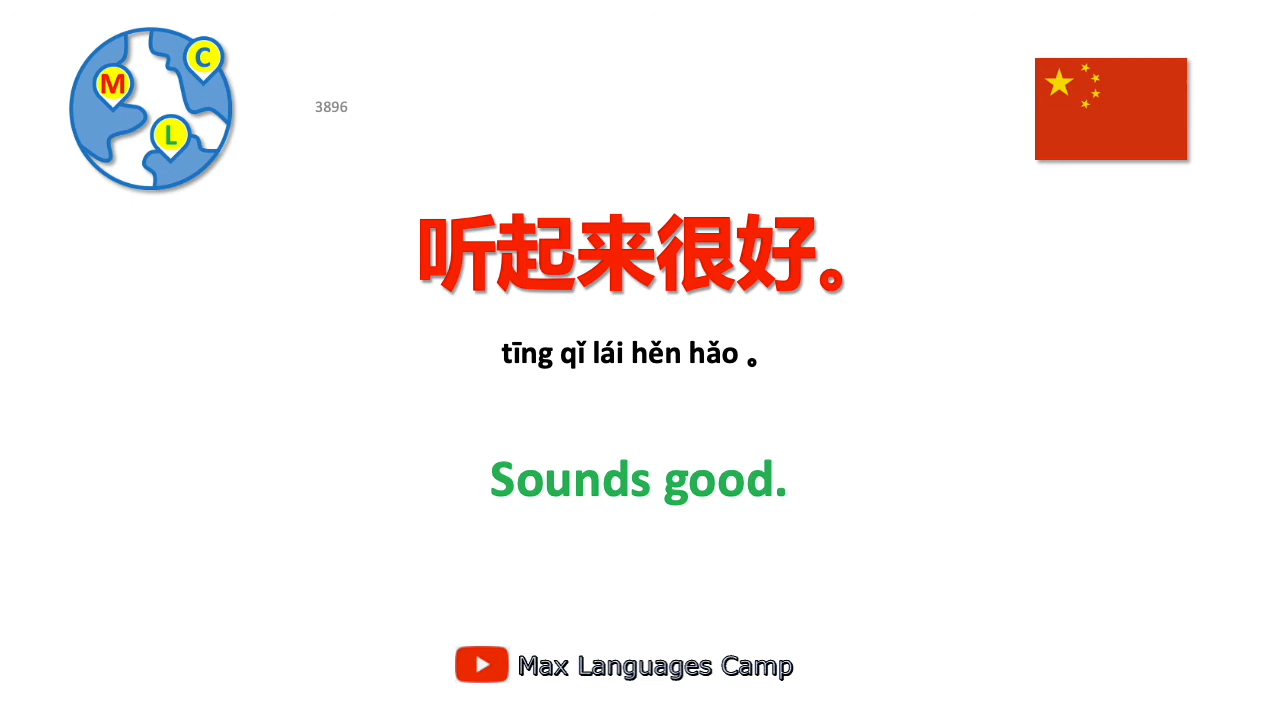 M
C
L
3896
听起来很好。
tīng qǐ lái hěn hǎo 。
Sounds good.
Max Languages Camp